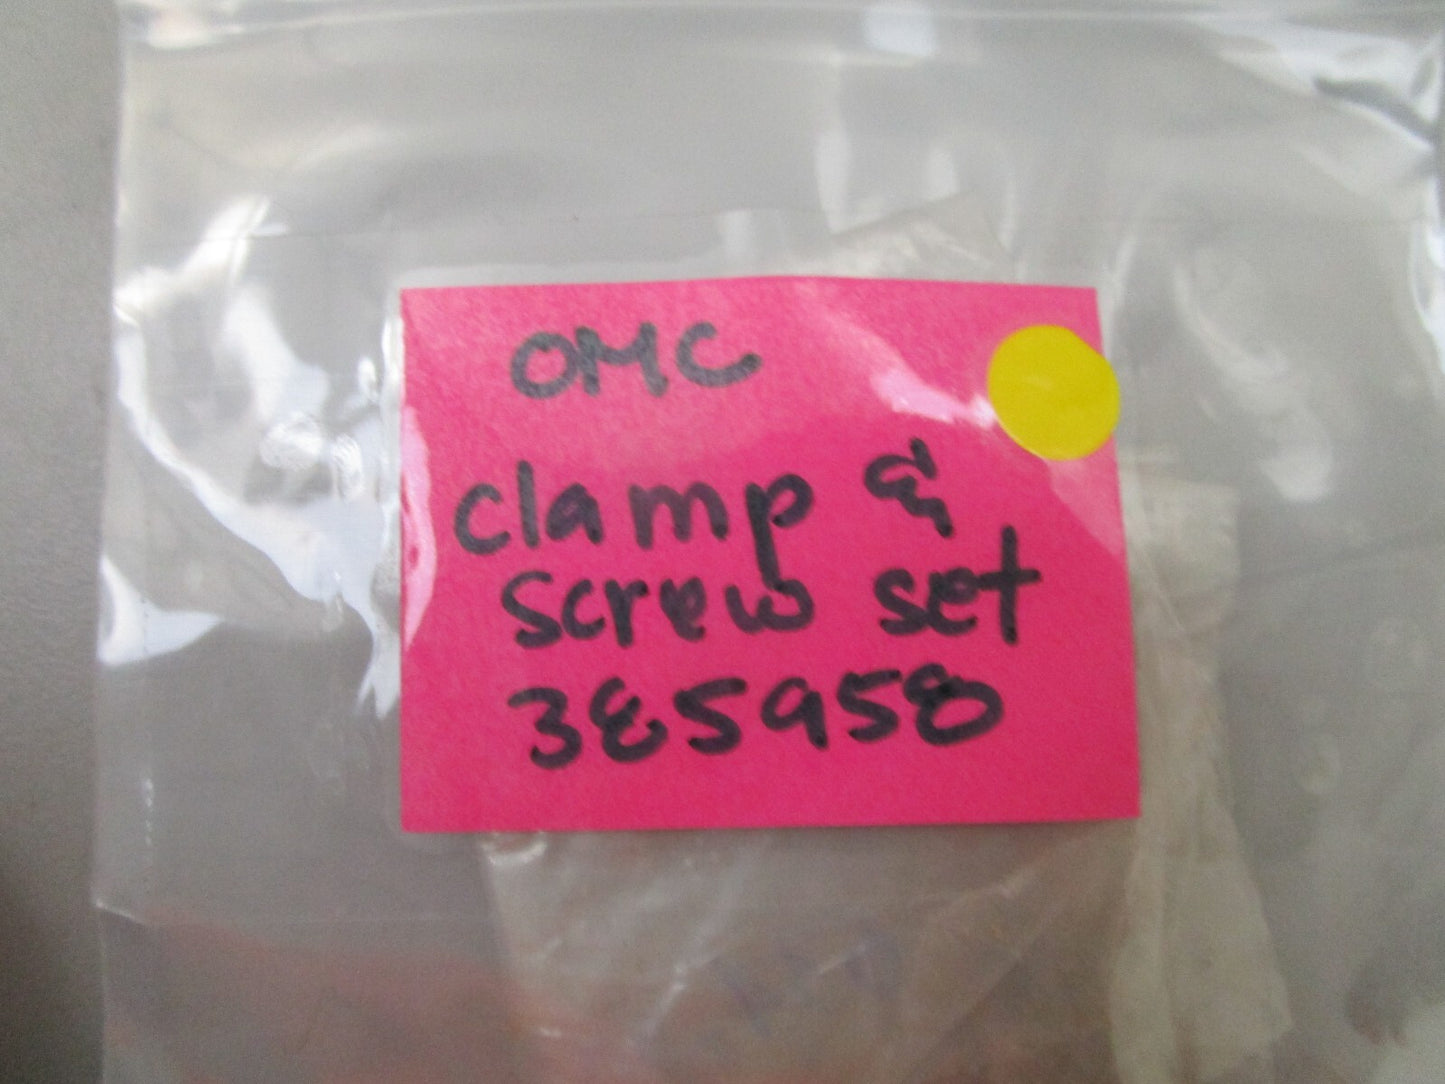 OMC
clamp &
screw set
385958